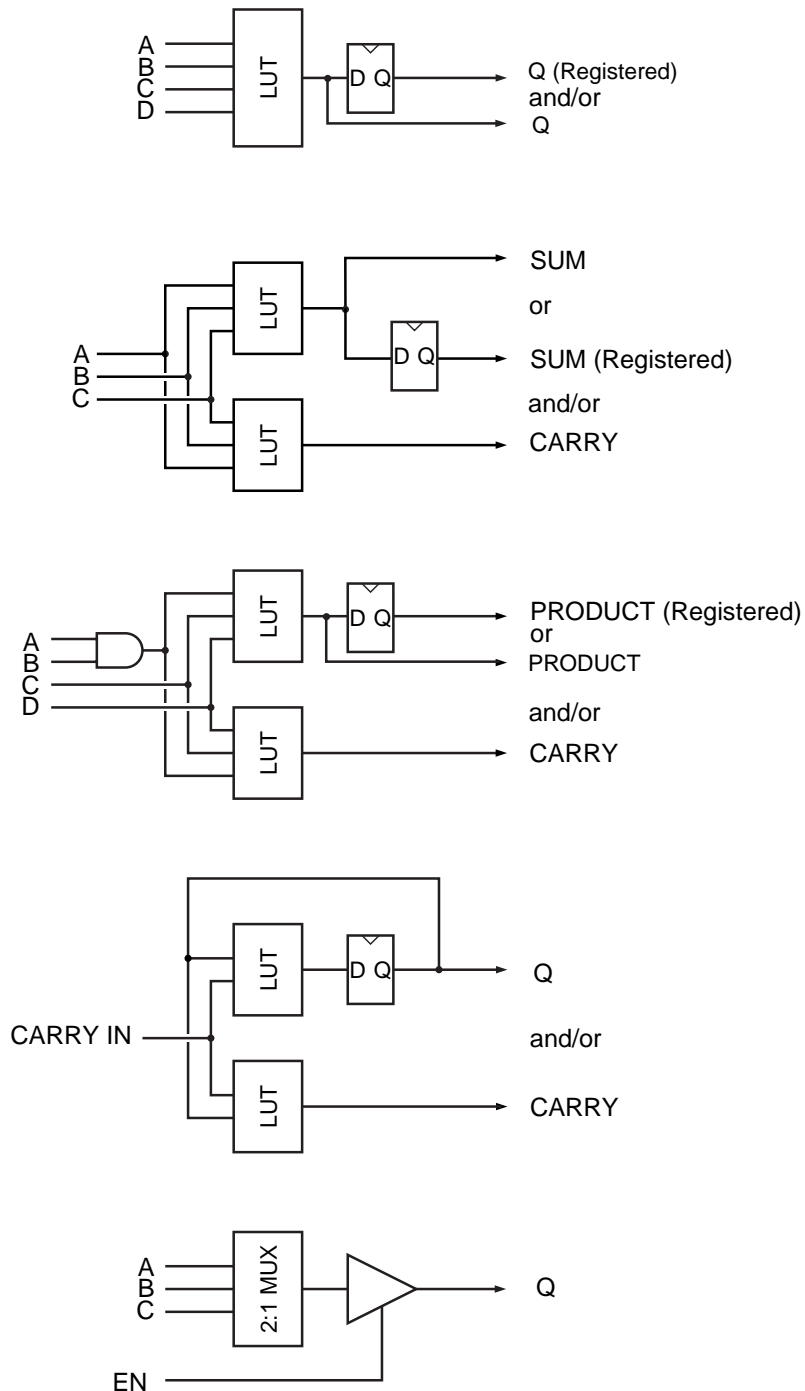 A
B
C
D
LUT
D Q
Q (Registered)
and/or
Q
A
B
C
LUT
LUT
D Q
SUM
or
SUM (Registered)
and/or
CARRY
A
B
C
D
LUT
LUT
D Q
PRODUCT (Registered)
or
PRODUCT
and/or
CARRY
CARRY IN
LUT
LUT
D Q
Q
and/or
CARRY
A
B
C
2:1 MUX
Q
EN